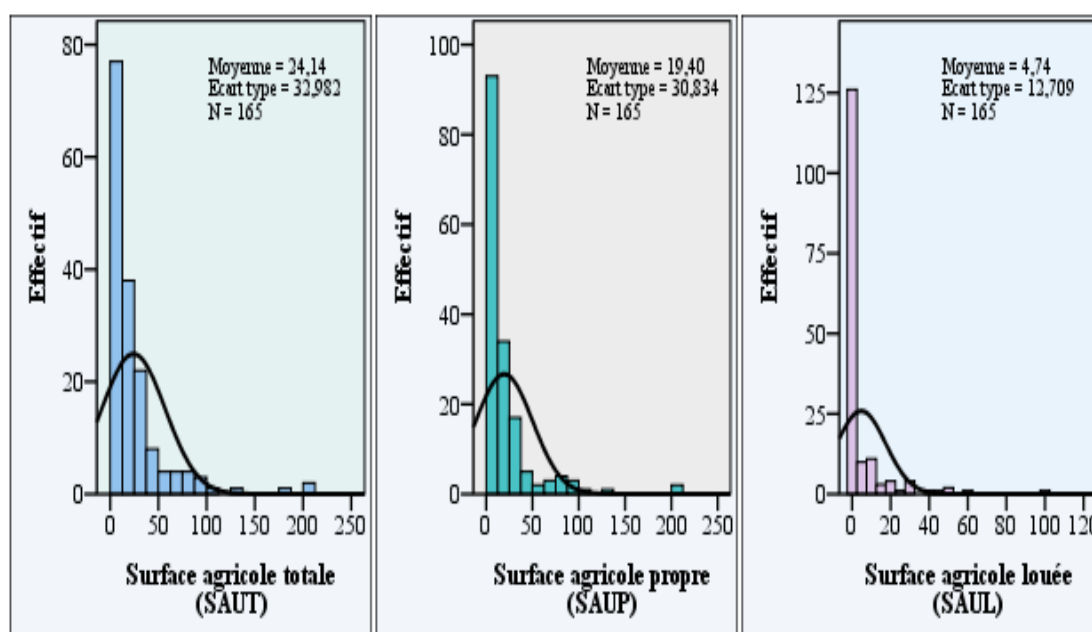 80
60
40
20
0
Effectif
Moyenne = 24,14
Ecart type = 32,982
N = 165
0 50 100 150 200 250
Surface agricole totale
(SAUT)
100
80
60
40
20
0
Effectif
Moyenne = 19,40
Ecart type = 30,834
N = 165
0 50 100 150 200 250
Surface agricole propre
(SAUP)
125
100
75
50
25
0
Effectif
Moyenne = 4,74
Ecart type = 12,709
N = 165
0 20 40 60 80 100
Surface agricole louée
(SAUL)